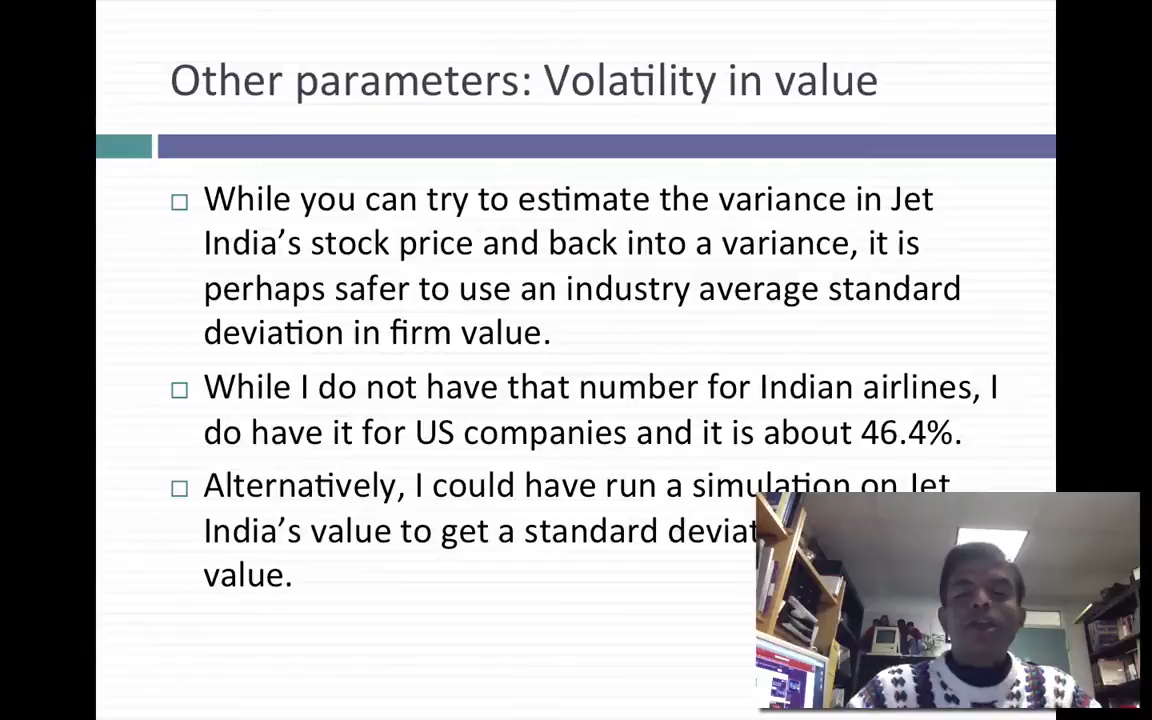 Other parameters: Volatility in value
□ While you can try to estimate the variance in Jet
India’s stock price and back into a variance, it is
perhaps safer to use an industry average standard
deviation in firm value.
□ While I do not have that number for Indian airlines, I
do have it for US companies and it is about 46.4%.
□ Alternatively, I could have run a simulation on Jet
India’s value to get a standard
value.